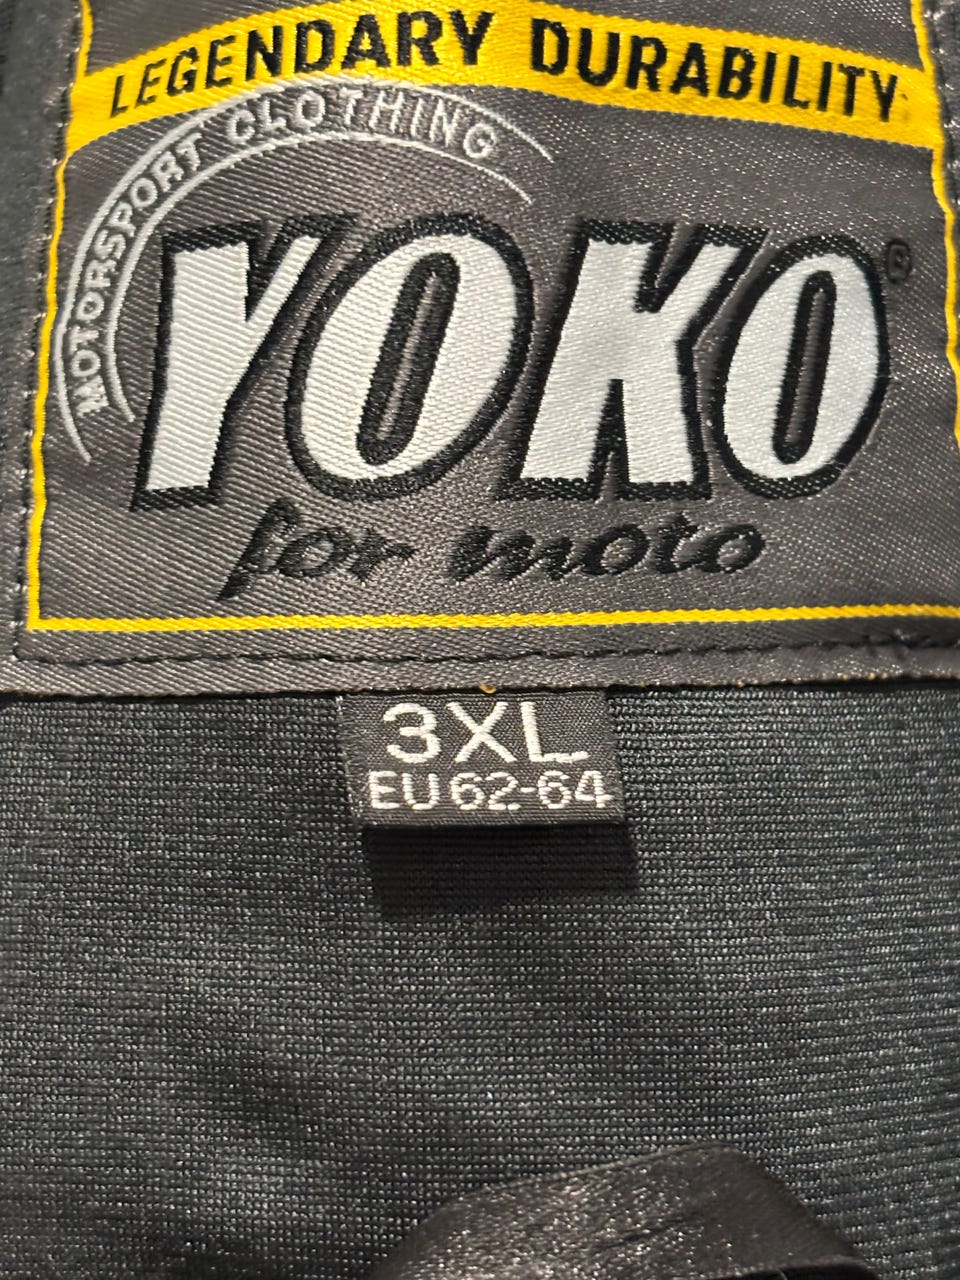 LEGENDARY DURABILITY
MOTORSPORT CLOTHING
YOKO®
for moto
3XL
EU 62-64